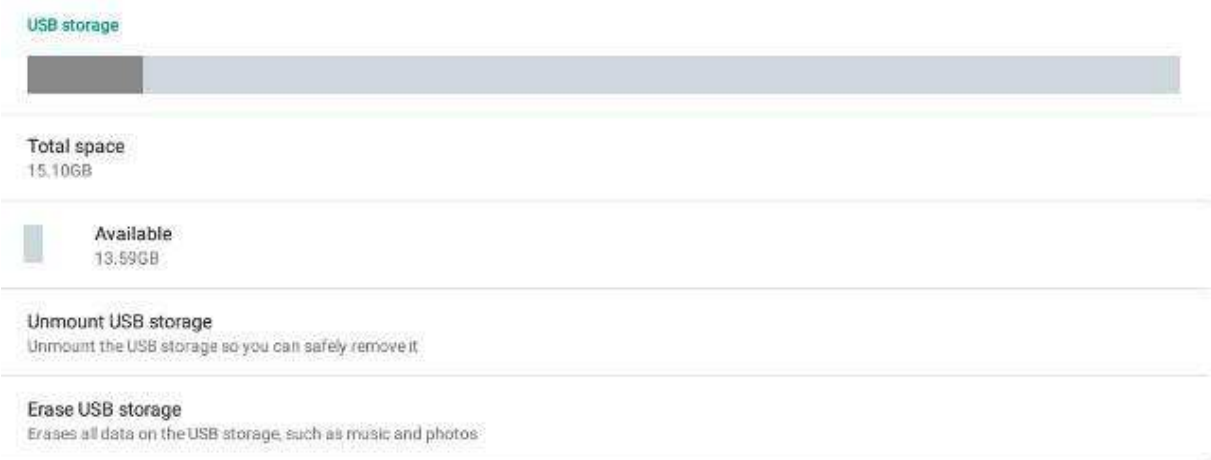 USB storage
Total space
15.10GB
Available
13.59GB
Unmount USB storage
Unmount the USB storage so you can safely remove it
Erase USB storage
Erases all data on the USB storage, such as music and photos